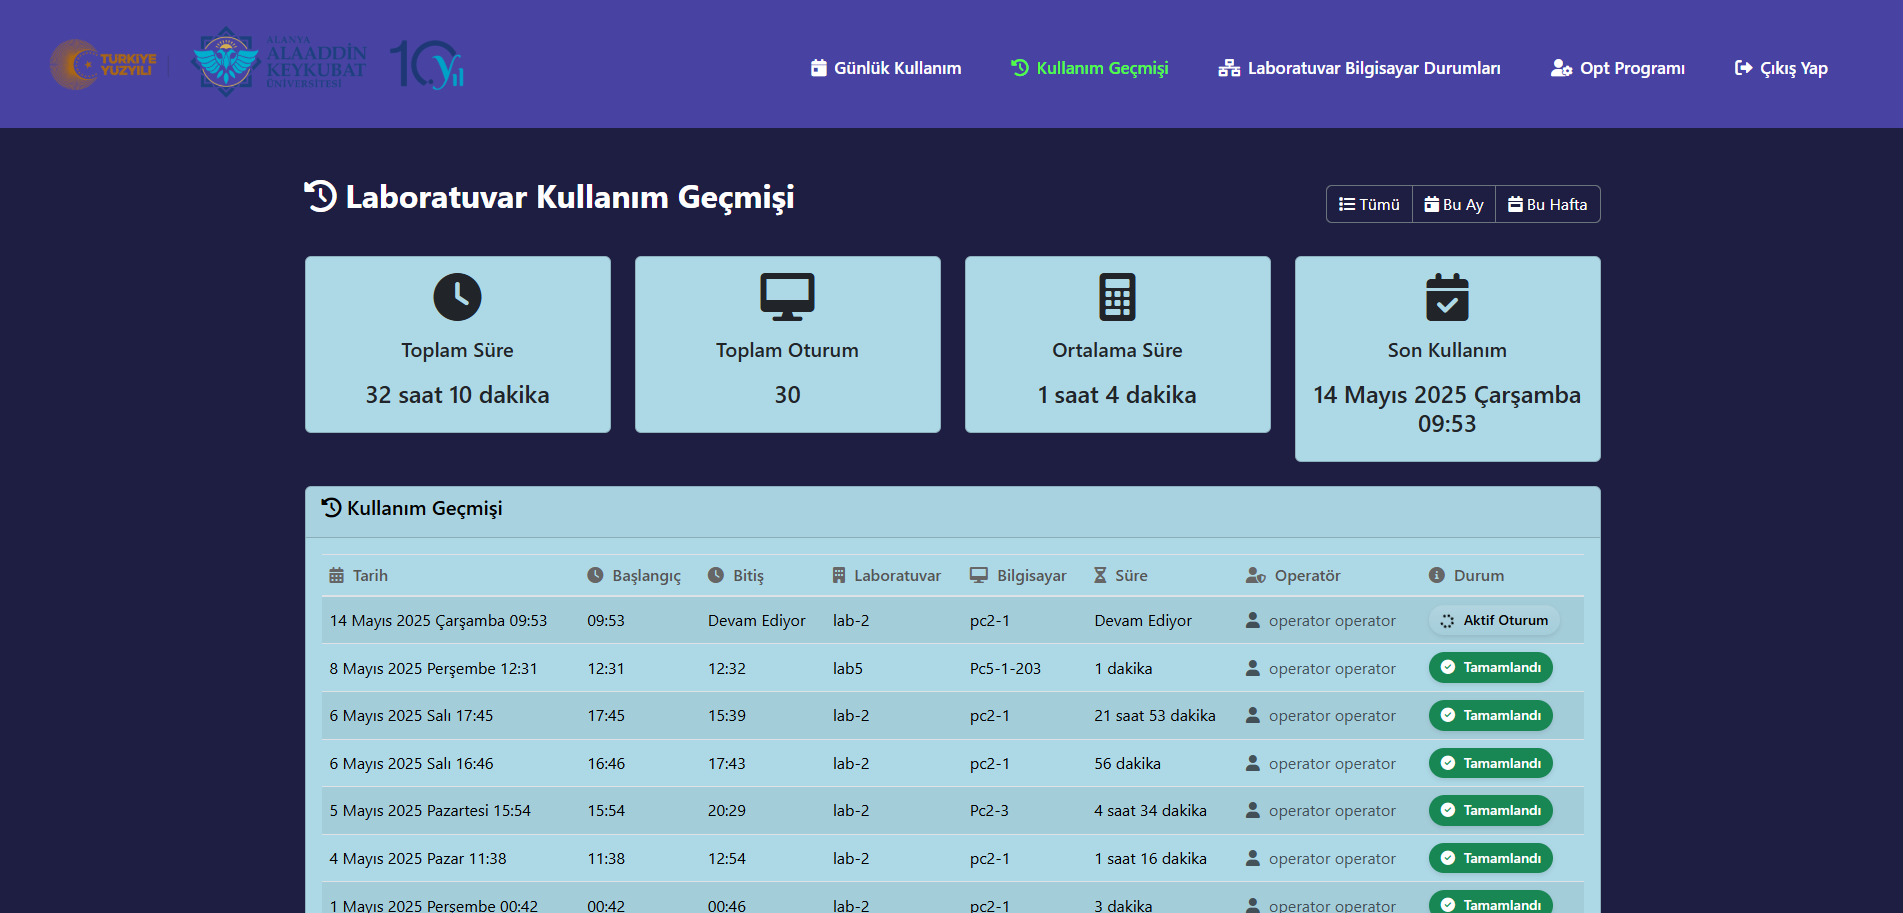 TÜRKİYE
YÜZYILI
ALANYA
ALAADDİN
KEYKUBAT
ÜNİVERSİTESİ
10.yıl
Günlük Kullanım
Kullanım Geçmişi
Laboratuvar Bilgisayar Durumları
Opt Programı
Çıkış Yap
Laboratuvar Kullanım Geçmişi
Tümü
Bu Ay
Bu Hafta
Toplam Süre
32 saat 10 dakika
Toplam Oturum
30
Ortalama Süre
1 saat 4 dakika
Son Kullanım
14 Mayıs 2025 Çarşamba
09:53
Kullanım Geçmişi
Tarih Başlangıç Bitiş Laboratuvar Bilgisayar Süre Operatör Durum
14 Mayıs 2025 Çarşamba 09:53 09:53 Devam Ediyor lab-2 pc2-1 Devam Ediyor operator operator Aktif Oturum
8 Mayıs 2025 Perşembe 12:31 12:31 12:32 lab5 Pc5-1-203 1 dakika operator operator Tamamlandı
6 Mayıs 2025 Salı 17:45 17:45 15:39 lab-2 pc2-1 21 saat 53 dakika operator operator Tamamlandı
6 Mayıs 2025 Salı 16:46 16:46 17:43 lab-2 pc2-1 56 dakika operator operator Tamamlandı
5 Mayıs 2025 Pazartesi 15:54 15:54 20:29 lab-2 Pc2-3 4 saat 34 dakika operator operator Tamamlandı
4 Mayıs 2025 Pazar 11:38 11:38 12:54 lab-2 pc2-1 1 saat 16 dakika operator operator Tamamlandı
1 Mayıs 2025 Perşembe 00:42 00:42 00:46 lab-2 pc2-1 3 dakika operator operator Tamamlandı